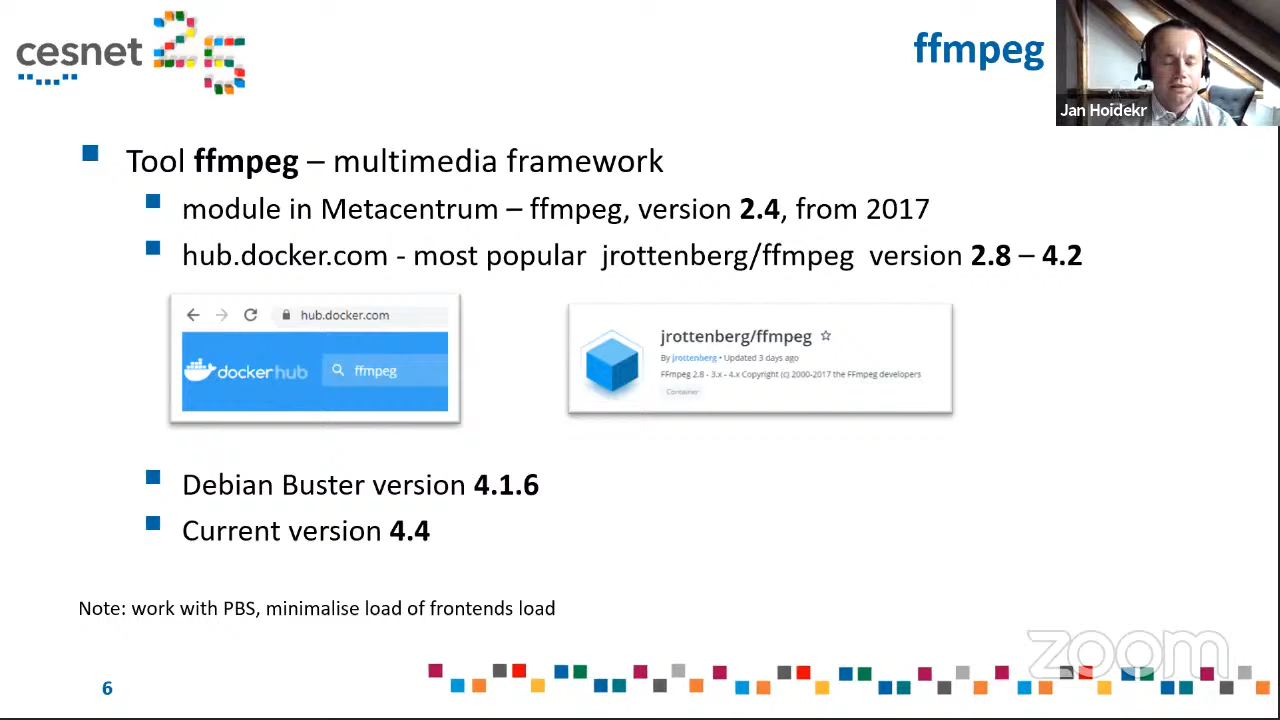 cesnet 25
ffmpeg
Jan Hoidekr
Tool ffmpeg – multimedia framework
module in Metacentrum – ffmpeg, version 2.4, from 2017
hub.docker.com - most popular jrottenberg/ffmpeg version 2.8 – 4.2
hub.docker.com
dockerhub
ffmpeg
jrottenberg/ffmpeg
By jrottenberg • Updated 3 days ago
FFmpeg 2.8 - 3.x - 4.x Copyright (c) 2000-2017 the FFmpeg developers
Container
Debian Buster version 4.1.6
Current version 4.4
Note: work with PBS, minimalise load of frontends load
zoom
6